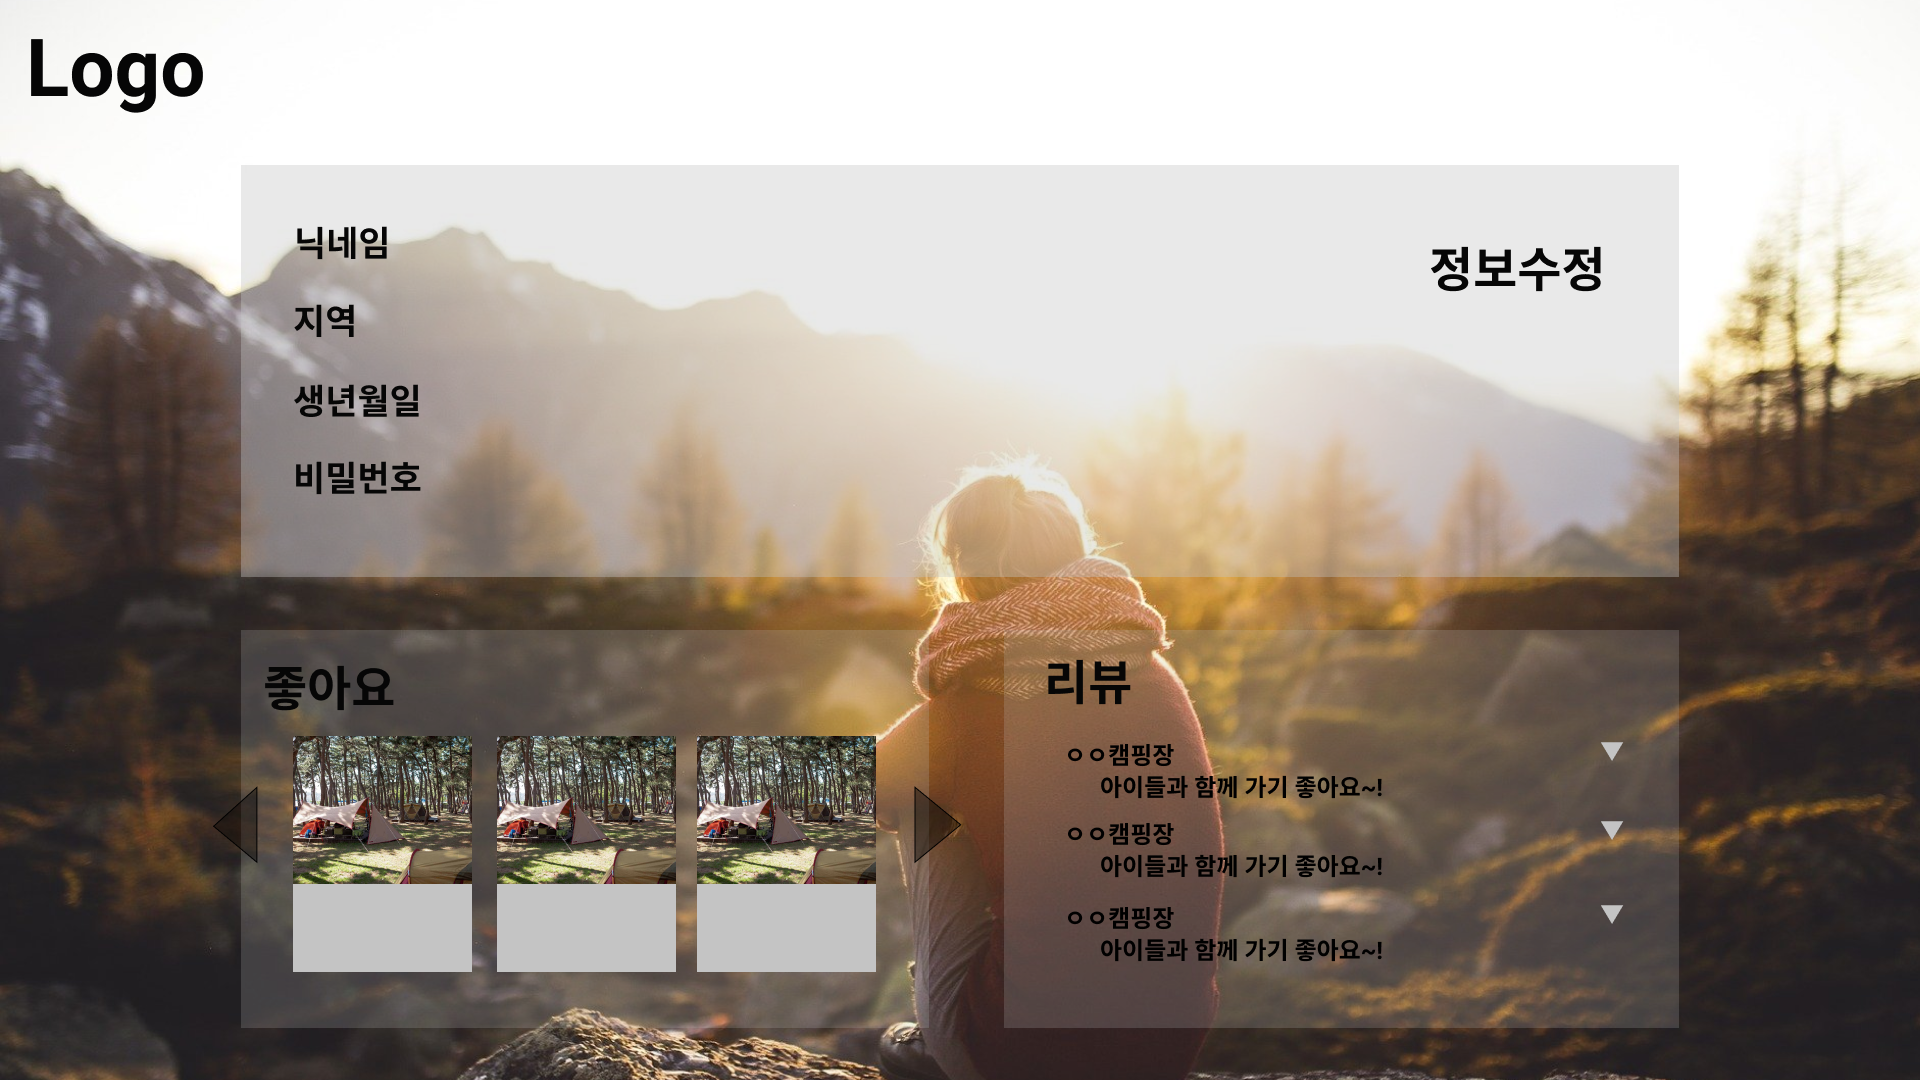 Logo
닉네임
정보수정
지역
생년월일
비밀번호
좋아요
리뷰
ㅇㅇ캠핑장
아이들과 함께 가기 좋아요~!
ㅇㅇ캠핑장
아이들과 함께 가기 좋아요~!
ㅇㅇ캠핑장
아이들과 함께 가기 좋아요~!